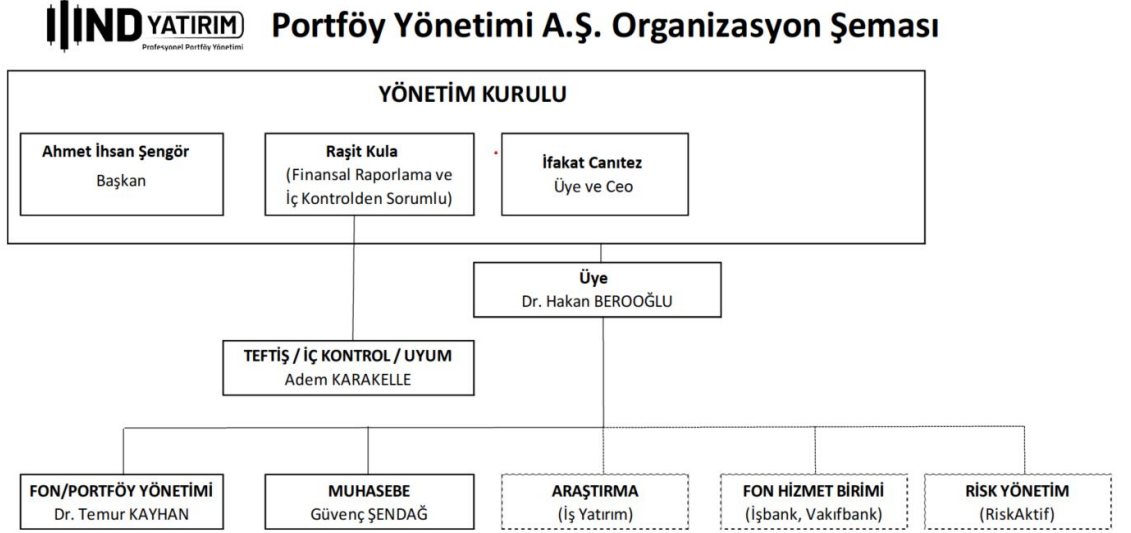 IND YATIRIM
Profesyonel Portföy Yönetimi
Portföy Yönetimi A.Ş. Organizasyon Şeması
YÖNETİM KURULU
Ahmet İhsan Şengör
Başkan
Raşit Kula
(Finansal Raporlama ve
İç Kontrolden Sorumlu)
İfakat Canıtez
Üye ve Ceo
Üye
Dr. Hakan BEROOĞLU
TEFTİŞ / İÇ KONTROL / UYUM
Adem KARAKELLE
FON/PORTFÖY YÖNETİMİ
Dr. Temur KAYHAN
MUHASEBE
Güvenç ŞENDAĞ
ARAŞTIRMA
(İş Yatırım)
FON HİZMET BİRİMİ
(İşbank, Vakıfbank)
RİSK YÖNETİM
(RiskAktif)